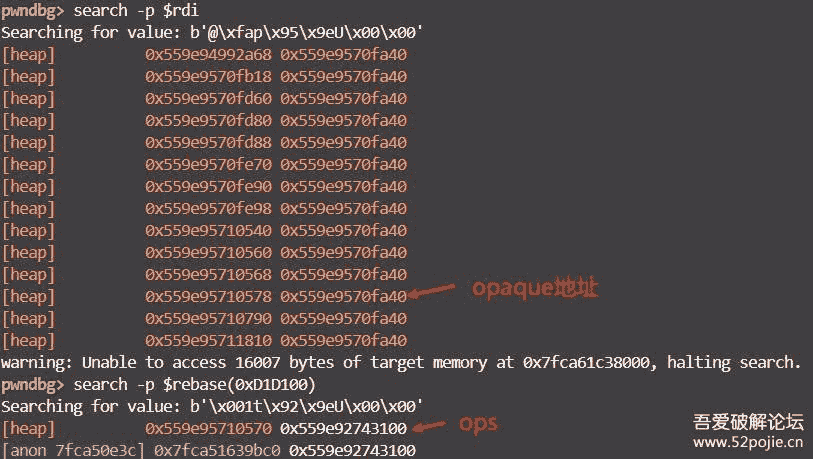 pwndbg> search -p $rdi
Searching for value: b'@\xfap\x95\x9eU\x00\x00'
[heap] 0x559e94992a68 0x559e9570fa40
[heap] 0x559e9570fb18 0x559e9570fa40
[heap] 0x559e9570fd60 0x559e9570fa40
[heap] 0x559e9570fd80 0x559e9570fa40
[heap] 0x559e9570fd88 0x559e9570fa40
[heap] 0x559e9570fe70 0x559e9570fa40
[heap] 0x559e9570fe90 0x559e9570fa40
[heap] 0x559e9570fe98 0x559e9570fa40
[heap] 0x559e95710540 0x559e9570fa40
[heap] 0x559e95710560 0x559e9570fa40
[heap] 0x559e95710568 0x559e9570fa40
[heap] 0x559e95710578 0x559e9570fa40 opaque地址
[heap] 0x559e95710790 0x559e9570fa40
[heap] 0x559e95711810 0x559e9570fa40
warning: Unable to access 16007 bytes of target memory at 0x7fca61c38000, halting search.
pwndbg> search -p $rebase(0xD1D100)
Searching for value: b'\x001t\x92\x9eU\x00\x00'
[heap] 0x559e95710570 0x559e92743100 ops
[anon_7fca50e3c] 0x7fca51639bc0 0x559e92743100
吾爱破解论坛
www.52pojie.cn